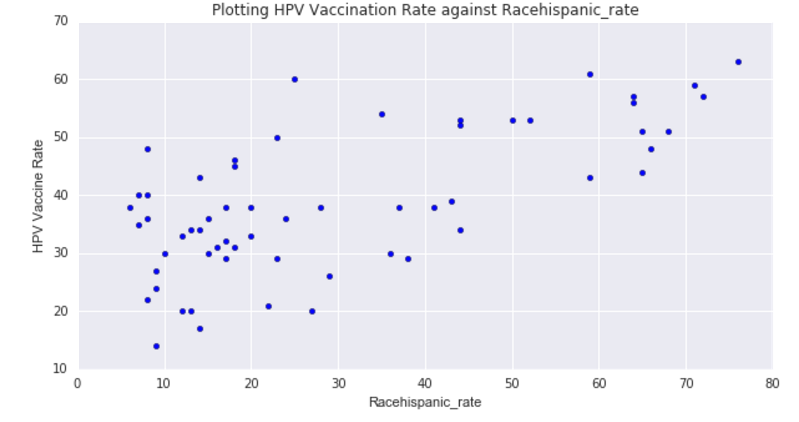 Plotting HPV Vaccination Rate against Racehispanic_rate
70
60
50
40
30
20
10
HPV Vaccine Rate
0 10 20 30 40 50 60 70 80
Racehispanic_rate